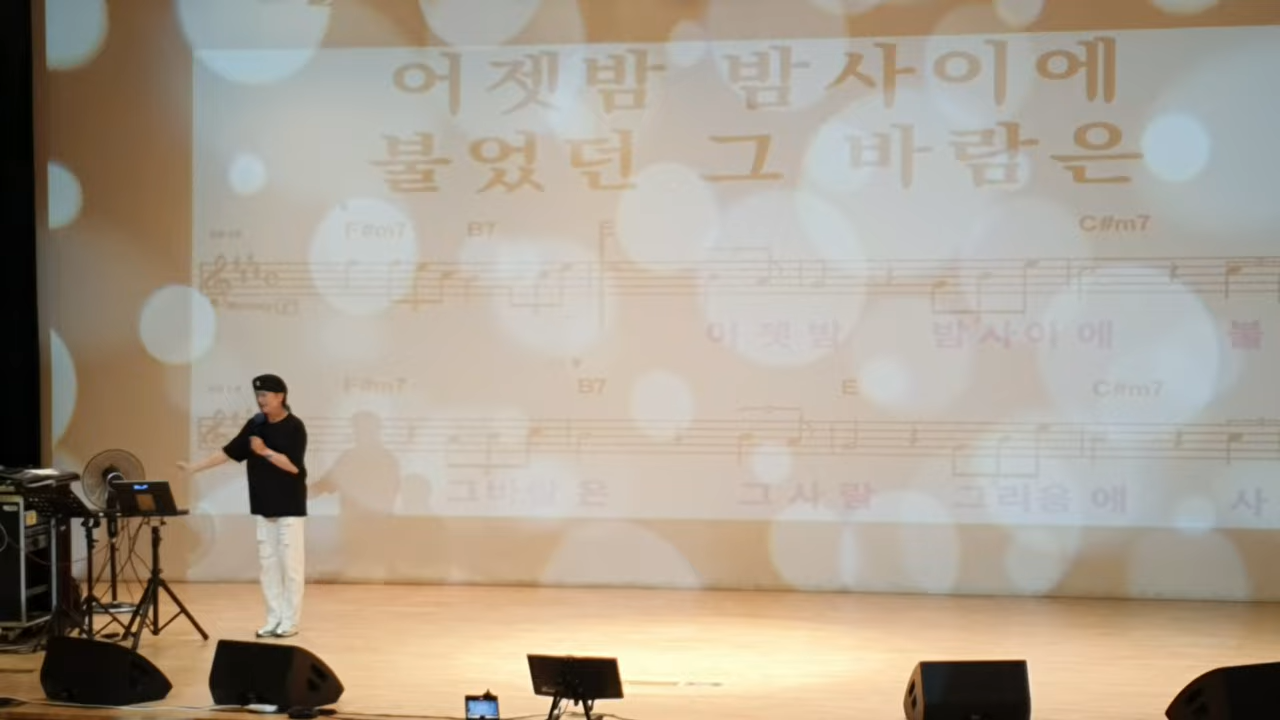 어젯밤 밤사이에
불었던 그 바람은
F#m7 B7 E C#m7
어젯밤 밤사이에 불
F#m7 B7 E C#m7
그바람은 그사람 그리움에 사